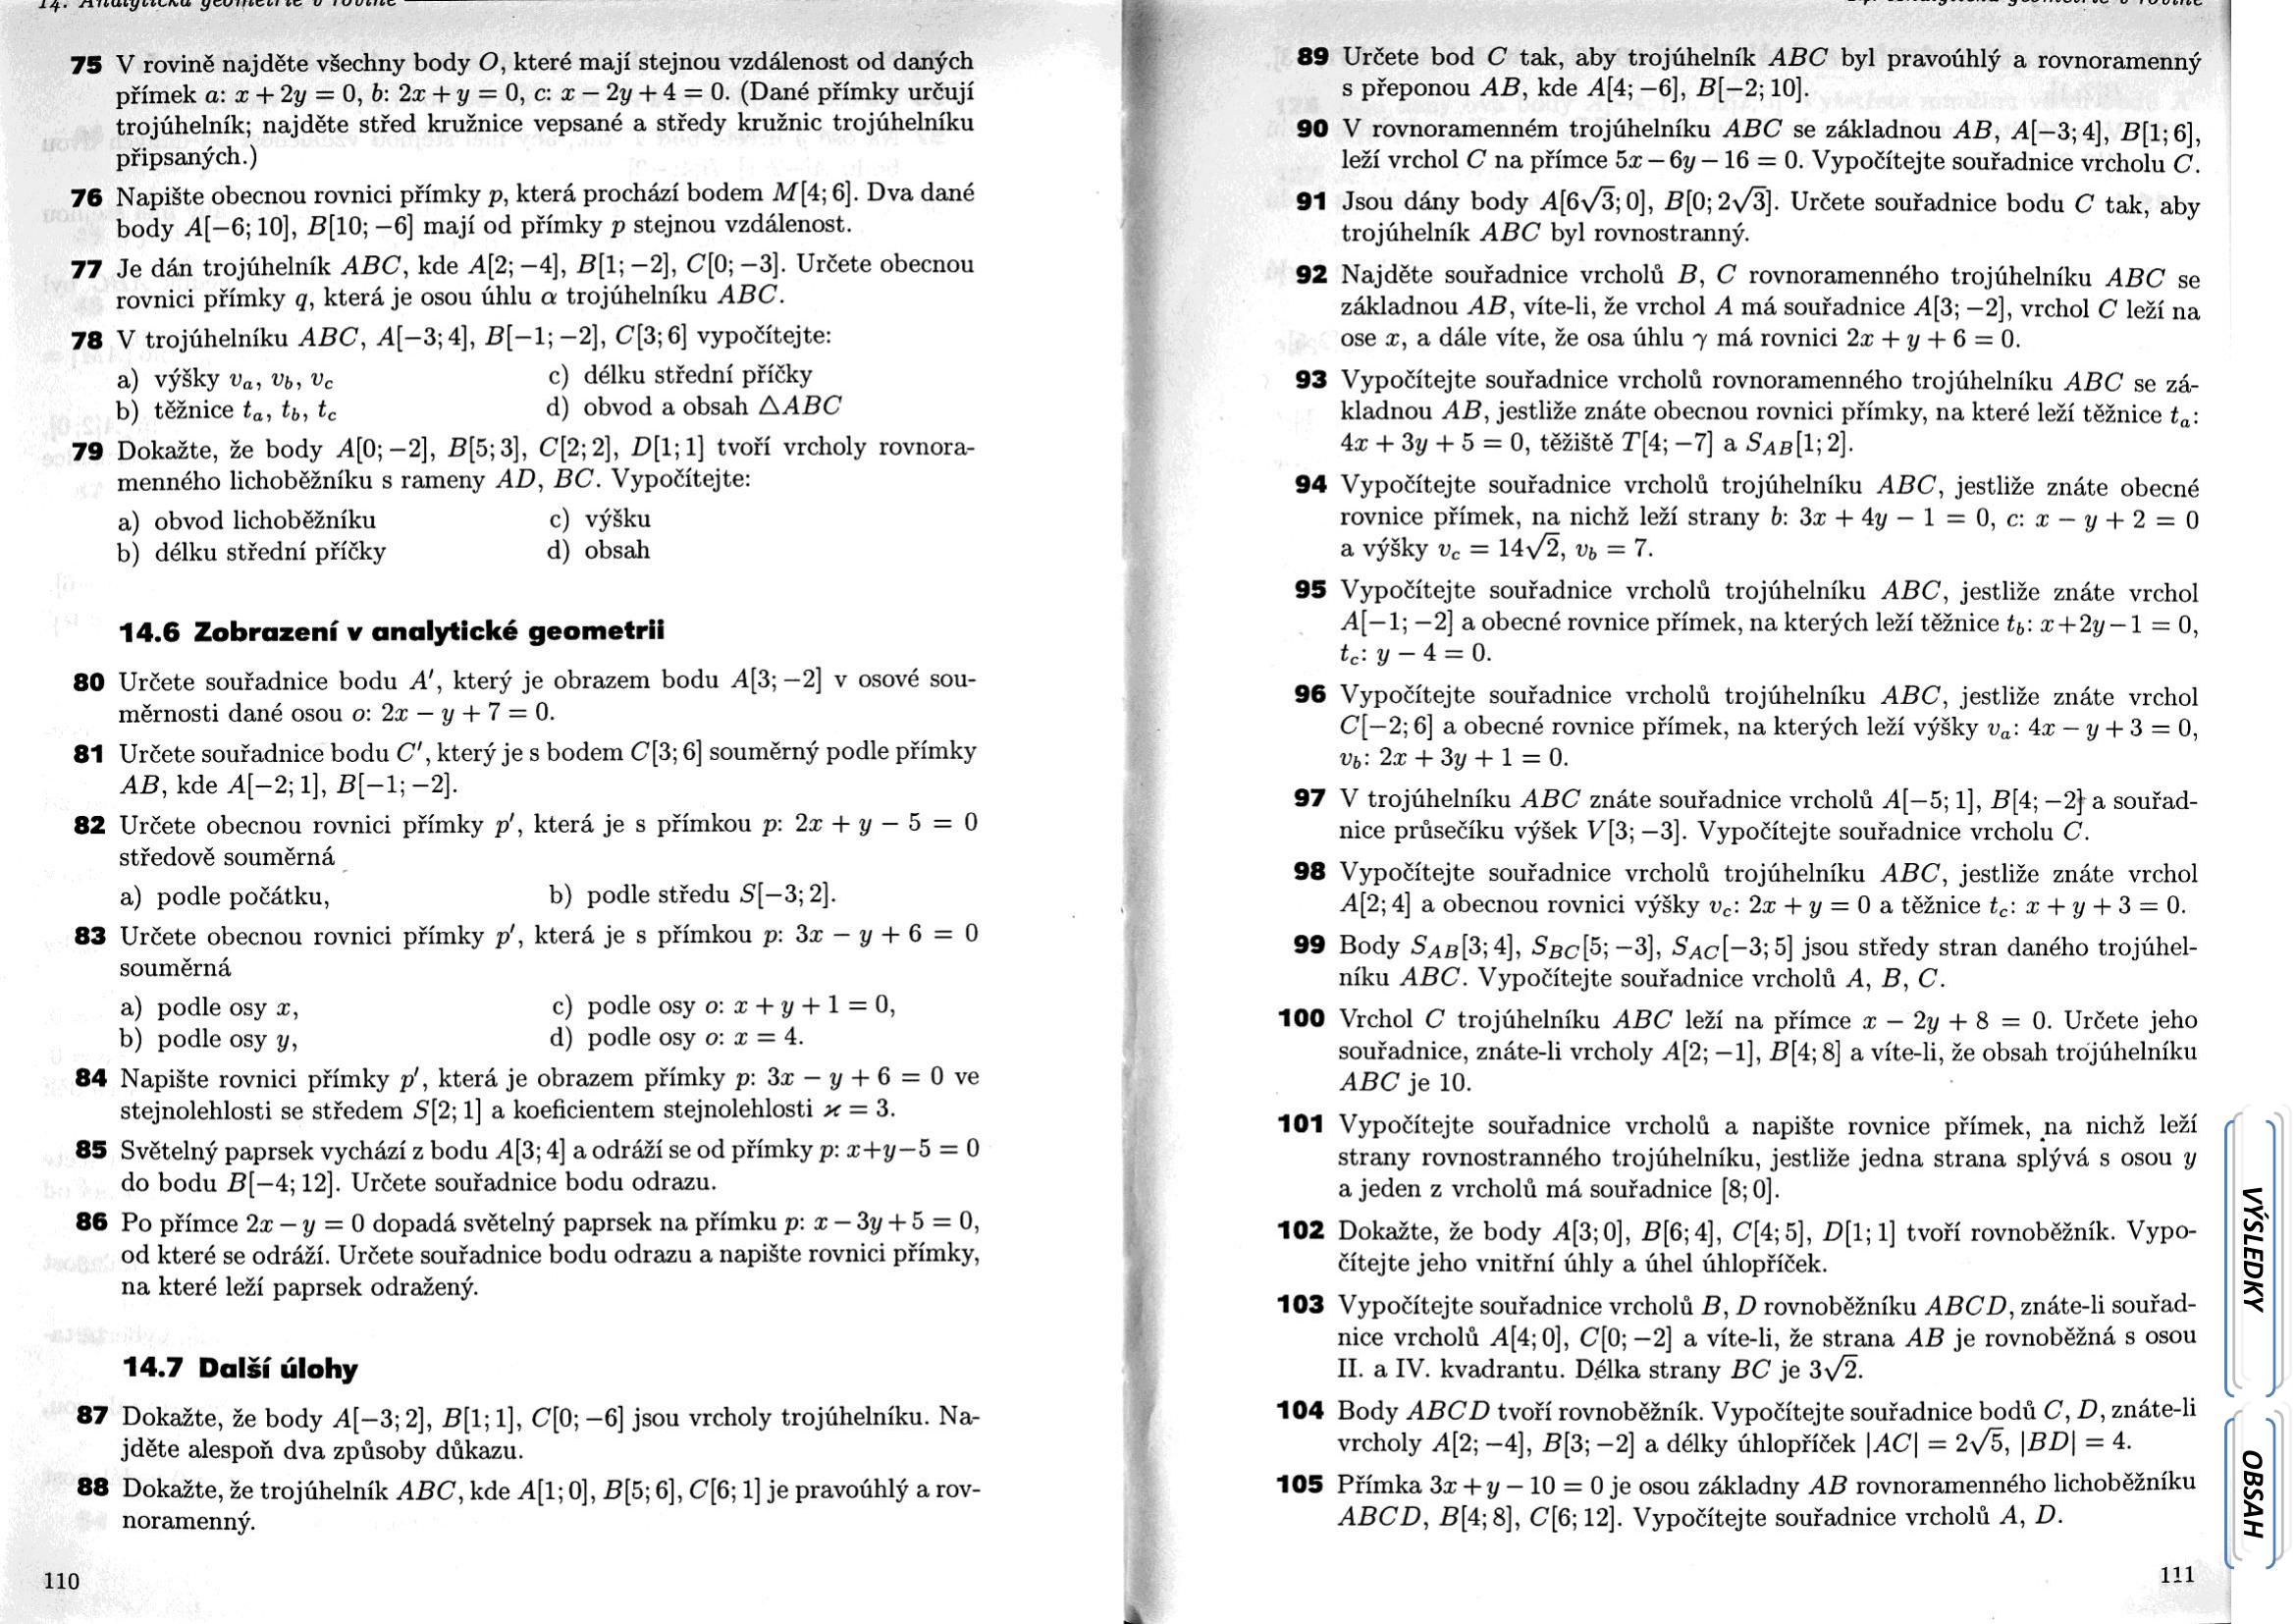 14. Analytická geometrie v rovině
75 V rovině najděte všechny body O, které mají stejnou vzdálenost od daných
přímek a: x + 2y = 0, b: 2x + y = 0, c: x − 2y + 4 = 0. (Dané přímky určují
trojúhelník; najděte střed kružnice vepsané a středy kružnic trojúhelníku
připsaných.)
76 Napište obecnou rovnici přímky p, která prochází bodem M[4; 6]. Dva dané
body A[−6; 10], B[10; −6] mají od přímky p stejnou vzdálenost.
77 Je dán trojúhelník ABC, kde A[2; −4], B[1; −2], C[0; −3]. Určete obecnou
rovnici přímky q, která je osou úhlu α trojúhelníku ABC.
78 V trojúhelníku ABC, A[−3; 4], B[−1; −2], C[3; 6] vypočítejte:
a) výšky vₐ, v_b, v_c
c) délku střední příčky
b) těžnice tₐ, t_b, t_c
d) obvod a obsah △ABC
79 Dokažte, že body A[0; −2], B[5; 3], C[2; 2], D[1; 1] tvoří vrcholy rovnora-
menného lichoběžníku s rameny AD, BC. Vypočítejte:
a) obvod lichoběžníku
c) výšku
b) délku střední příčky
d) obsah
14.6 Zobrazení v analytické geometrii
80 Určete souřadnice bodu A′, který je obrazem bodu A[3; −2] v osové sou-
měrnosti dané osou o: 2x − y + 7 = 0.
81 Určete souřadnice bodu C′, který je s bodem C[3; 6] souměrný podle přímky
AB, kde A[−2; 1], B[−1; −2].
82 Určete obecnou rovnici přímky p′, která je s přímkou p: 2x + y − 5 = 0
středově souměrná
a) podle počátku,
b) podle středu S[−3; 2].
83 Určete obecnou rovnici přímky p′, která je s přímkou p: 3x − y + 6 = 0
souměrná
a) podle osy x,
c) podle osy o: x + y + 1 = 0,
b) podle osy y,
d) podle osy o: x = 4.
84 Napište rovnici přímky p′, která je obrazem přímky p: 3x − y + 6 = 0 ve
stejnolehlosti se středem S[2; 1] a koeficientem stejnolehlosti ϰ = 3.
85 Světelný paprsek vychází z bodu A[3; 4] a odráží se od přímky p: x+y−5 = 0
do bodu B[−4; 12]. Určete souřadnice bodu odrazu.
86 Po přímce 2x − y = 0 dopadá světelný paprsek na přímku p: x − 3y + 5 = 0,
od které se odráží. Určete souřadnice bodu odrazu a napište rovnici přímky,
na které leží paprsek odražený.
14.7 Další úlohy
87 Dokažte, že body A[−3; 2], B[1; 1], C[0; −6] jsou vrcholy trojúhelníku. Na-
jděte alespoň dva způsoby důkazu.
88 Dokažte, že trojúhelník ABC, kde A[1; 0], B[5; 6], C[6; 1] je pravoúhlý a rov-
noramenný.
110
89 Určete bod C tak, aby trojúhelník ABC byl pravoúhlý a rovnoramenný
s přeponou AB, kde A[4; −6], B[−2; 10].
90 V rovnoramenném trojúhelníku ABC se základnou AB, A[−3; 4], B[1; 6],
leží vrchol C na přímce 5x − 6y − 16 = 0. Vypočítejte souřadnice vrcholu C.
91 Jsou dány body A[6√3; 0], B[0; 2√3]. Určete souřadnice bodu C tak, aby
trojúhelník ABC byl rovnostranný.
92 Najděte souřadnice vrcholů B, C rovnoramenného trojúhelníku ABC se
základnou AB, víte-li, že vrchol A má souřadnice A[3; −2], vrchol C leží na
ose x, a dále víte, že osa úhlu γ má rovnici 2x + y + 6 = 0.
93 Vypočítejte souřadnice vrcholů rovnoramenného trojúhelníku ABC se zá-
kladnou AB, jestliže znáte obecnou rovnici přímky, na které leží těžnice tₐ:
4x + 3y + 5 = 0, těžiště T[4; −7] a S_AB[1; 2].
94 Vypočítejte souřadnice vrcholů trojúhelníku ABC, jestliže znáte obecné
rovnice přímek, na nichž leží strany b: 3x + 4y − 1 = 0, c: x − y + 2 = 0
a výšky v_c = 14√2, v_b = 7.
95 Vypočítejte souřadnice vrcholů trojúhelníku ABC, jestliže znáte vrchol
A[−1; −2] a obecné rovnice přímek, na kterých leží těžnice t_b: x+2y−1 = 0,
t_c: y − 4 = 0.
96 Vypočítejte souřadnice vrcholů trojúhelníku ABC, jestliže znáte vrchol
C[−2; 6] a obecné rovnice přímek, na kterých leží výšky vₐ: 4x − y + 3 = 0,
v_b: 2x + 3y + 1 = 0.
97 V trojúhelníku ABC znáte souřadnice vrcholů A[−5; 1], B[4; −2] a souřad-
nice průsečíku výšek V[3; −3]. Vypočítejte souřadnice vrcholu C.
98 Vypočítejte souřadnice vrcholů trojúhelníku ABC, jestliže znáte vrchol
A[2; 4] a obecnou rovnici výšky v_c: 2x + y = 0 a těžnice t_c: x + y + 3 = 0.
99 Body S_AB[3; 4], S_BC[5; −3], S_AC[−3; 5] jsou středy stran daného trojúhel-
níku ABC. Vypočítejte souřadnice vrcholů A, B, C.
100 Vrchol C trojúhelníku ABC leží na přímce x − 2y + 8 = 0. Určete jeho
souřadnice, znáte-li vrcholy A[2; −1], B[4; 8] a víte-li, že obsah trojúhelníku
ABC je 10.
101 Vypočítejte souřadnice vrcholů a napište rovnice přímek, na nichž leží
strany rovnostranného trojúhelníku, jestliže jedna strana splývá s osou y
a jeden z vrcholů má souřadnice [8; 0].
102 Dokažte, že body A[3; 0], B[6; 4], C[4; 5], D[1; 1] tvoří rovnoběžník. Vypo-
čítejte jeho vnitřní úhly a úhel úhlopříček.
103 Vypočítejte souřadnice vrcholů B, D rovnoběžníku ABCD, znáte-li souřad-
nice vrcholů A[4; 0], C[0; −2] a víte-li, že strana AB je rovnoběžná s osou
II. a IV. kvadrantu. Délka strany BC je 3√2.
104 Body ABCD tvoří rovnoběžník. Vypočítejte souřadnice bodů C, D, znáte-li
vrcholy A[2; −4], B[3; −2] a délky úhlopříček |AC| = 2√5, |BD| = 4.
105 Přímka 3x + y − 10 = 0 je osou základny AB rovnoramenného lichoběžníku
ABCD, B[4; 8], C[6; 12]. Vypočítejte souřadnice vrcholů A, D.
111
VÝSLEDKY
OBSAH